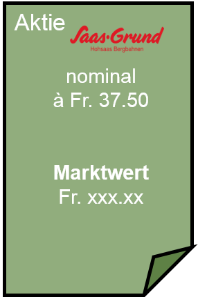 Aktie
Saas-Grund
Hohsaas Bergbahnen
nominal
à Fr. 37.50
Marktwert
Fr. xxx.xx